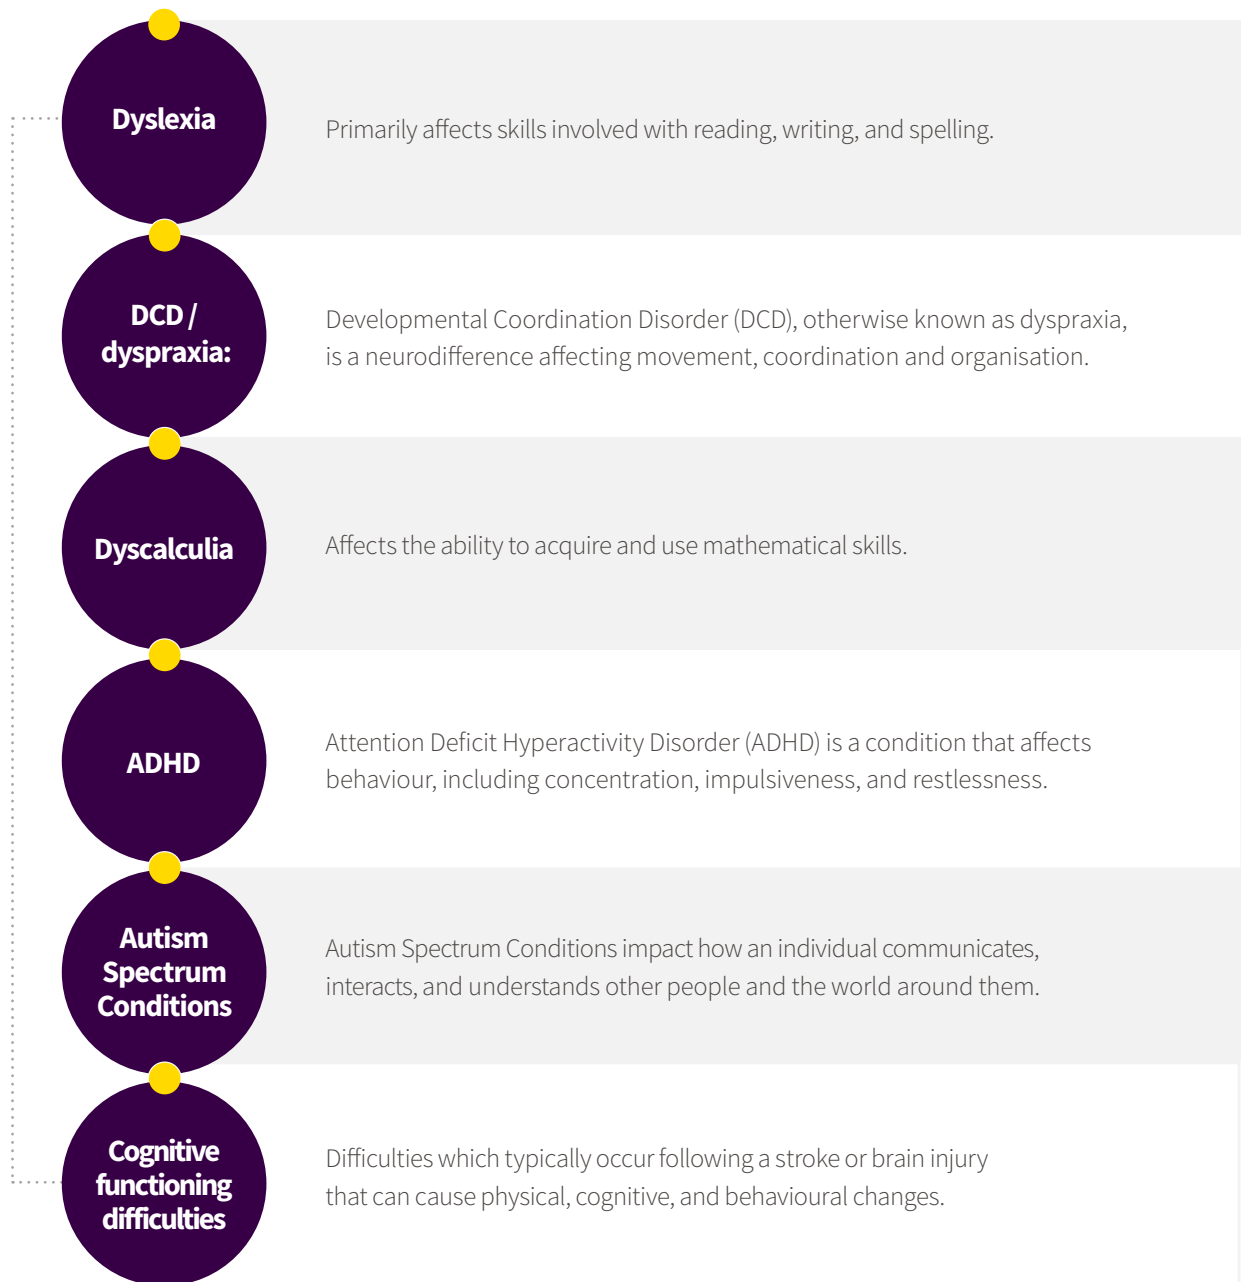 Dyslexia
Primarily affects skills involved with reading, writing, and spelling.
DCD /
dyspraxia:
Developmental Coordination Disorder (DCD), otherwise known as dyspraxia,
is a neurodifference affecting movement, coordination and organisation.
Dyscalculia
Affects the ability to acquire and use mathematical skills.
ADHD
Attention Deficit Hyperactivity Disorder (ADHD) is a condition that affects
behaviour, including concentration, impulsiveness, and restlessness.
Autism
Spectrum
Conditions
Autism Spectrum Conditions impact how an individual communicates,
interacts, and understands other people and the world around them.
Cognitive
functioning
difficulties
Difficulties which typically occur following a stroke or brain injury
that can cause physical, cognitive, and behavioural changes.